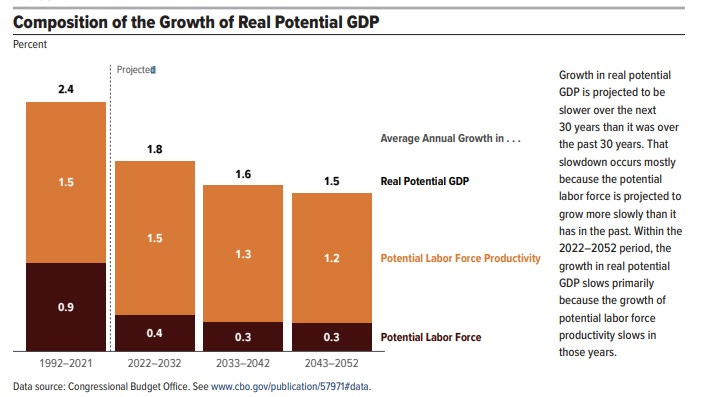 Composition of the Growth of Real Potential GDP
Percent
Projected
2.4
1.8
1.6
1.5
Average Annual Growth in . . .
Real Potential GDP
1.5
1.5
1.3
1.2
Potential Labor Force Productivity
0.9
0.4
0.3
0.3
Potential Labor Force
1992–2021
2022–2032
2033–2042
2043–2052
Growth in real potential
GDP is projected to be
slower over the next
30 years than it was over
the past 30 years. That
slowdown occurs mostly
because the potential
labor force is projected to
grow more slowly than it
has in the past. Within the
2022–2052 period, the
growth in real potential
GDP slows primarily
because the growth of
potential labor force
productivity slows in
those years.
Data source: Congressional Budget Office. See www.cbo.gov/publication/57971#data.